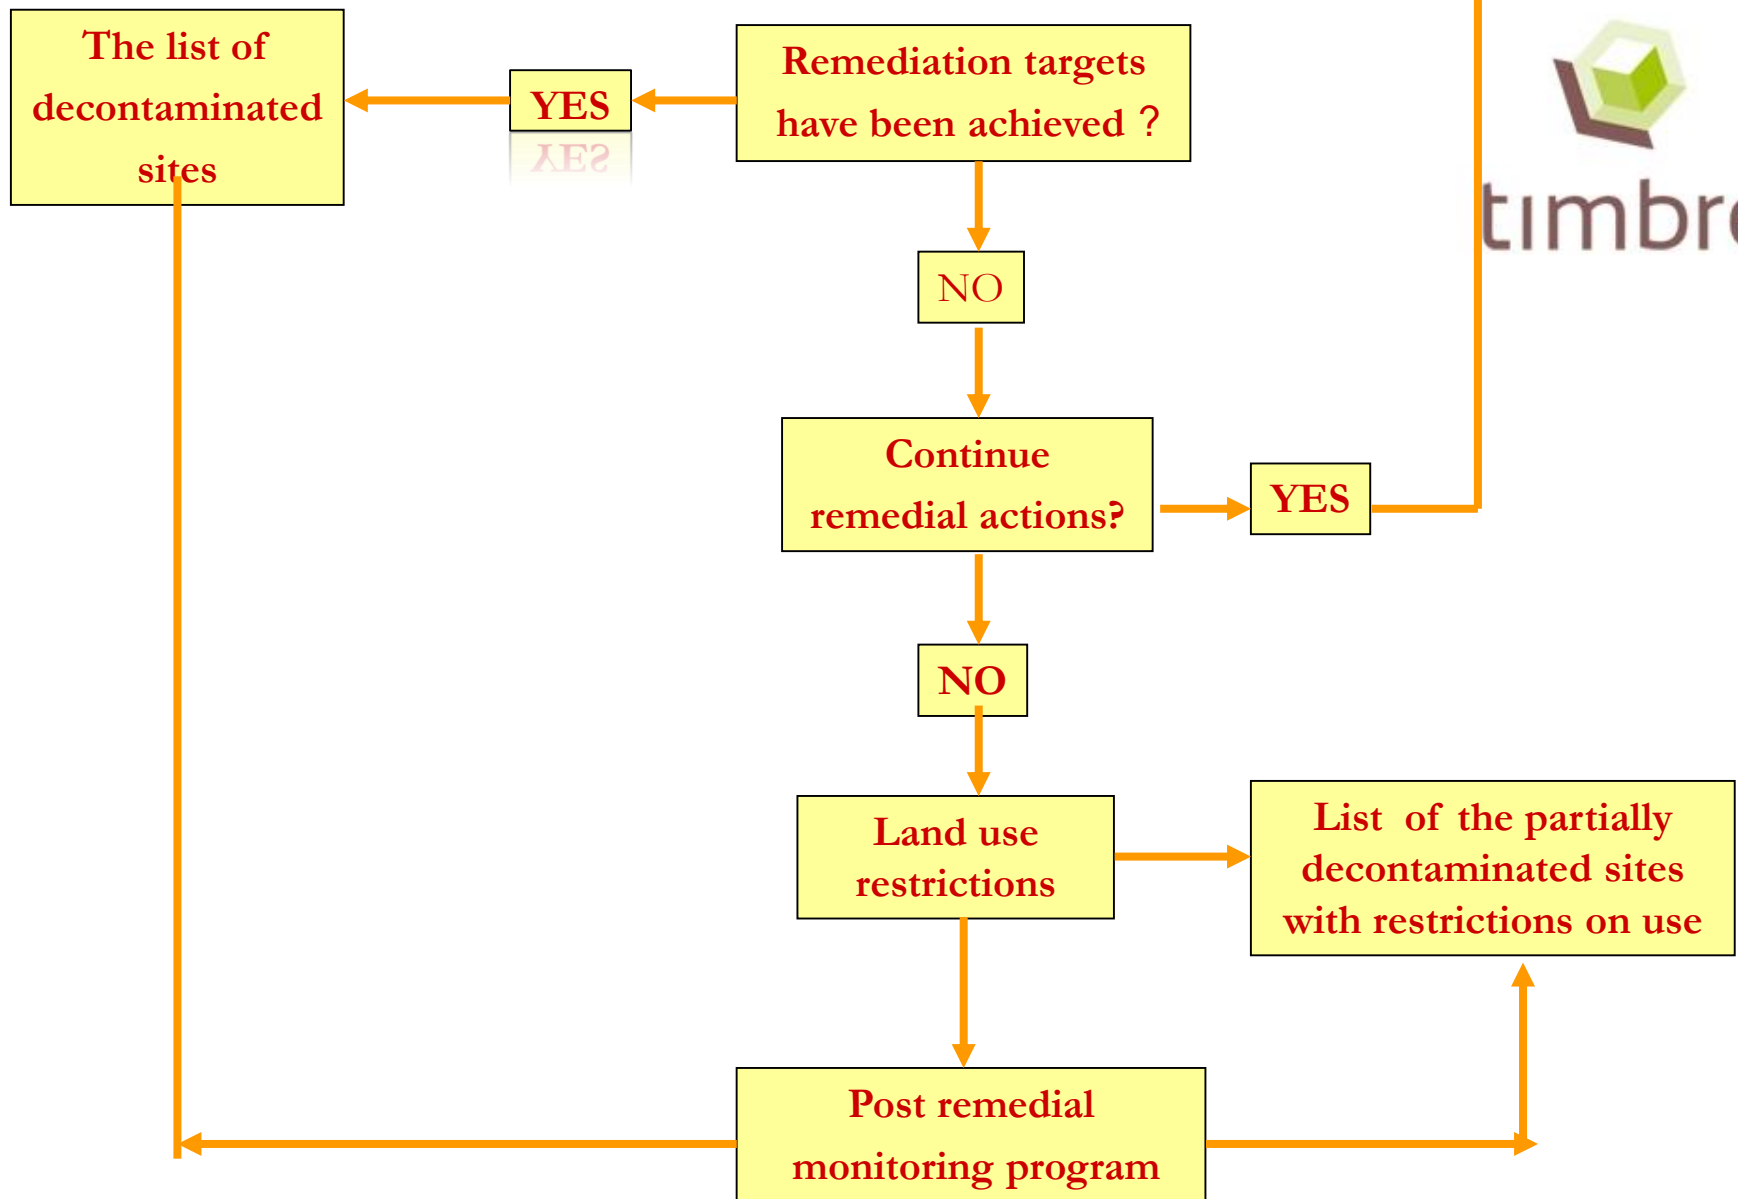 The list of
decontaminated
sites
YES
Remediation targets
have been achieved ?
timbre
NO
Continue
remedial actions?
YES
NO
Land use
restrictions
List of the partially
decontaminated sites
with restrictions on use
Post remedial
monitoring program